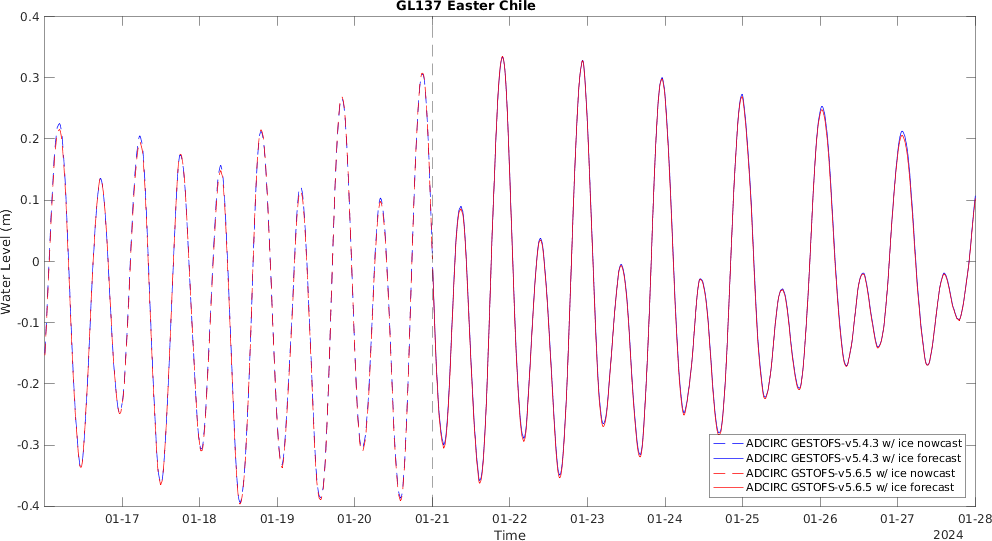 GL137 Easter Chile
0.4
0.3
0.2
0.1
0
-0.1
-0.2
-0.3
-0.4
Water Level (m)
ADCIRC GESTOFS-v5.4.3 w/ ice nowcast
ADCIRC GESTOFS-v5.4.3 w/ ice forecast
ADCIRC GSTOFS-v5.6.5 w/ ice nowcast
ADCIRC GSTOFS-v5.6.5 w/ ice forecast
01-17 01-18 01-19 01-20 01-21 01-22 01-23 01-24 01-25 01-26 01-27 01-28
Time
2024